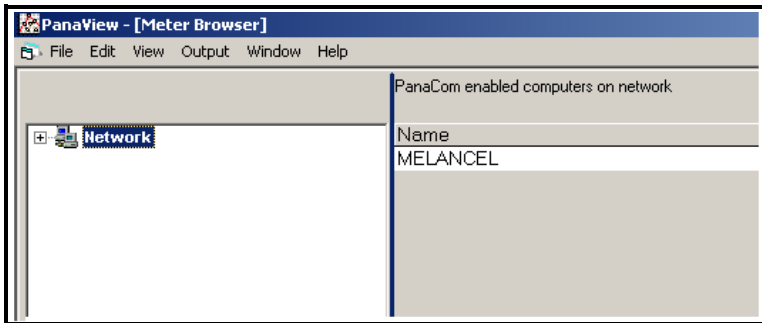 PanaView - [Meter Browser]
File Edit View Output Window Help
PanaCom enabled computers on network
Network
Name
MELANCEL